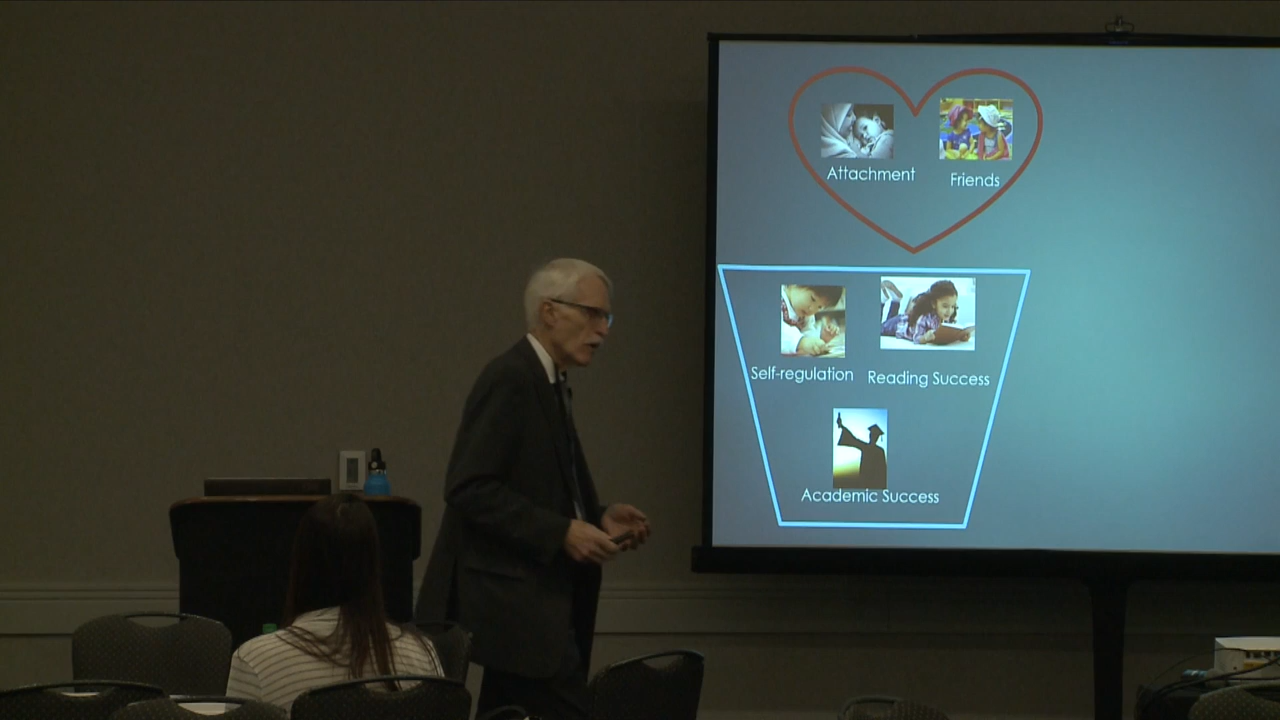 Attachment
Friends
Self-regulation
Reading Success
Academic Success